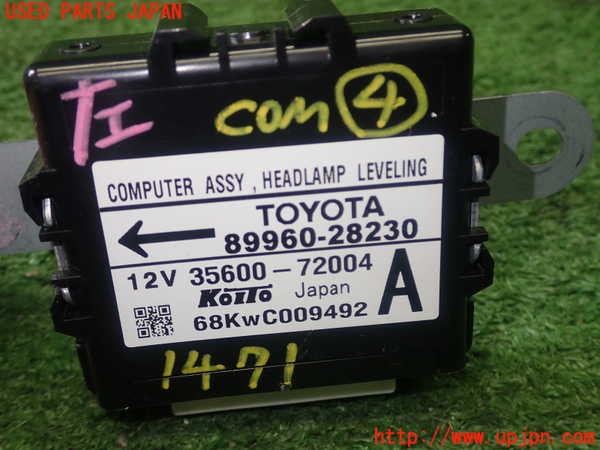 USED PARTS JAPAN
左
COM ④
COMPUTER ASSY , HEADLAMP LEVELING
TOYOTA
← 89960-28230
12V 35600-72004
KOITO Japan A
68KwC009492
1471
http://www.upjpn.com/